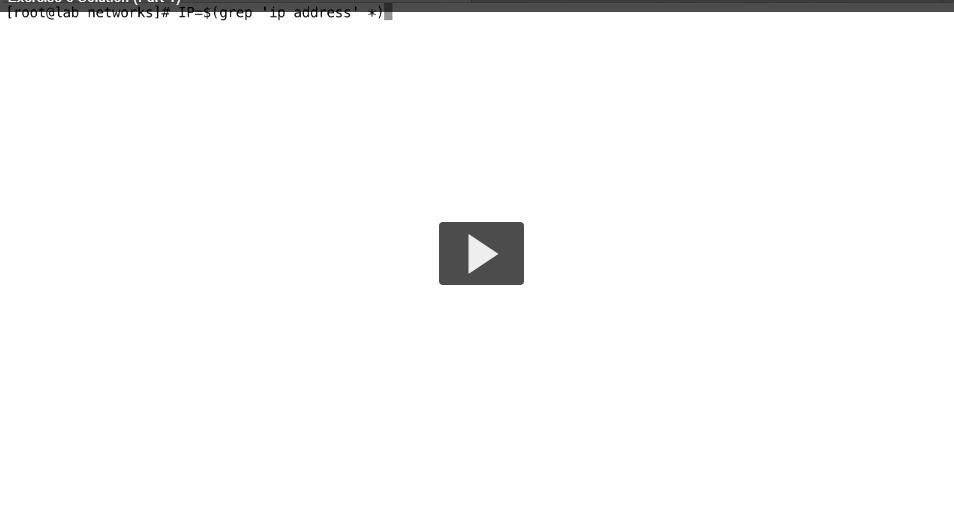 [root@lab networks]# IP=$(grep 'ip address' *)